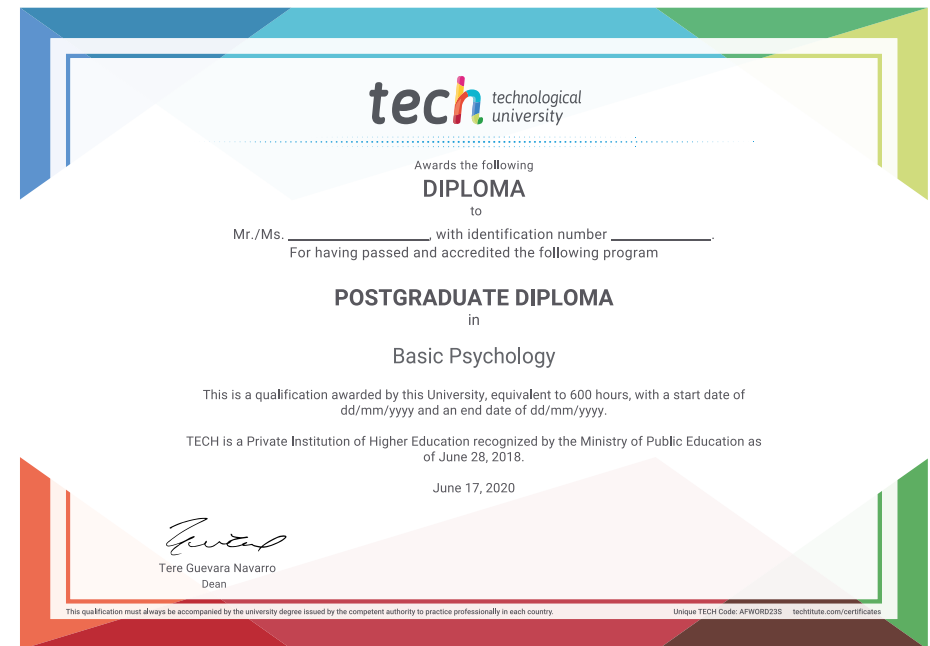 tech technological
university
Awards the following
DIPLOMA
to
Mr./Ms. __________________, with identification number _____________.
For having passed and accredited the following program
POSTGRADUATE DIPLOMA
in
Basic Psychology
This is a qualification awarded by this University, equivalent to 600 hours, with a start date of
dd/mm/yyyy and an end date of dd/mm/yyyy.
TECH is a Private Institution of Higher Education recognized by the Ministry of Public Education as
of June 28, 2018.
June 17, 2020
Tere Guevara Navarro
Dean
This qualification must always be accompanied by the university degree issued by the competent authority to practice professionally in each country. Unique TECH Code: AFWORD23S techtitute.com/certificates